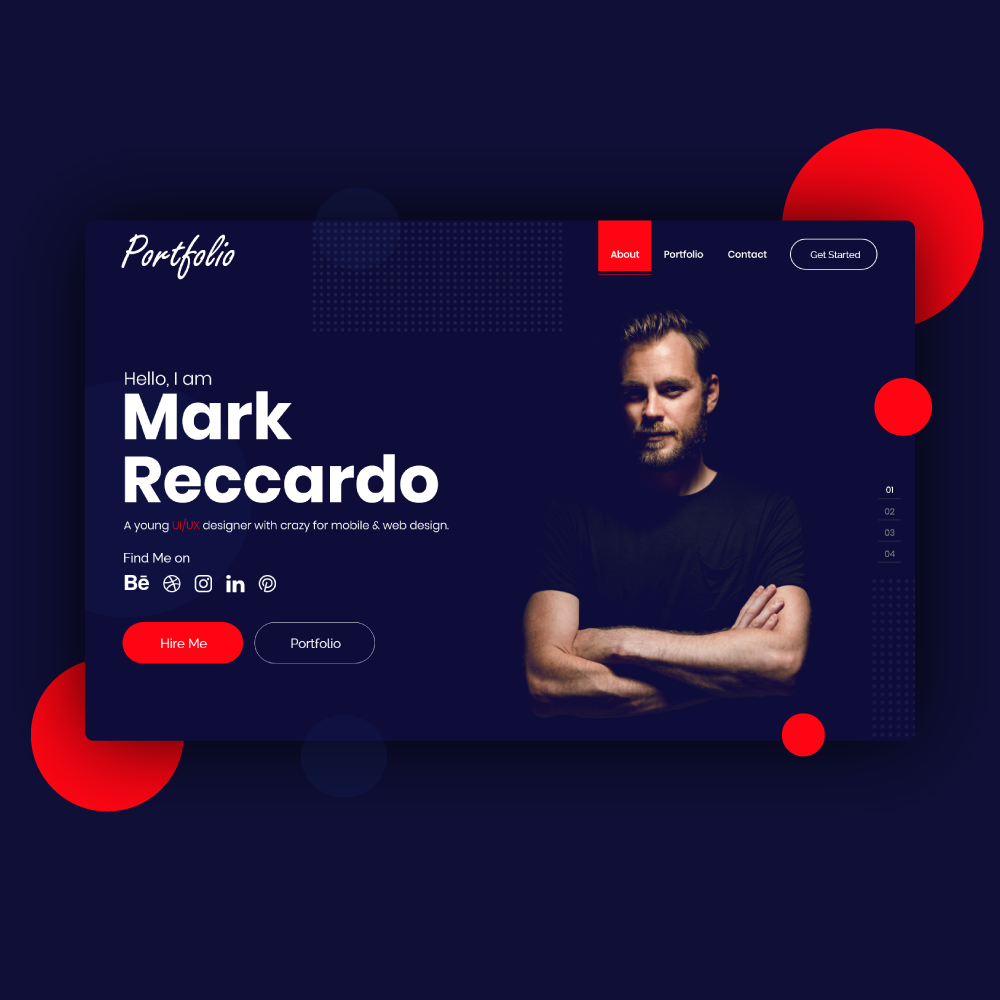 Portfolio
About Portfolio Contact Get Started
Hello, I am
Mark
Reccardo
A young UI/UX designer with crazy for mobile & web design.
Find Me on
Bē in
Hire Me Portfolio
01
02
03
04